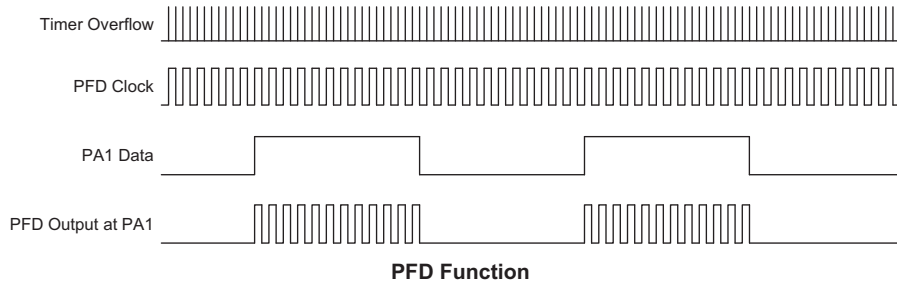 Timer Overflow
PFD Clock
PA1 Data
PFD Output at PA1
PFD Function